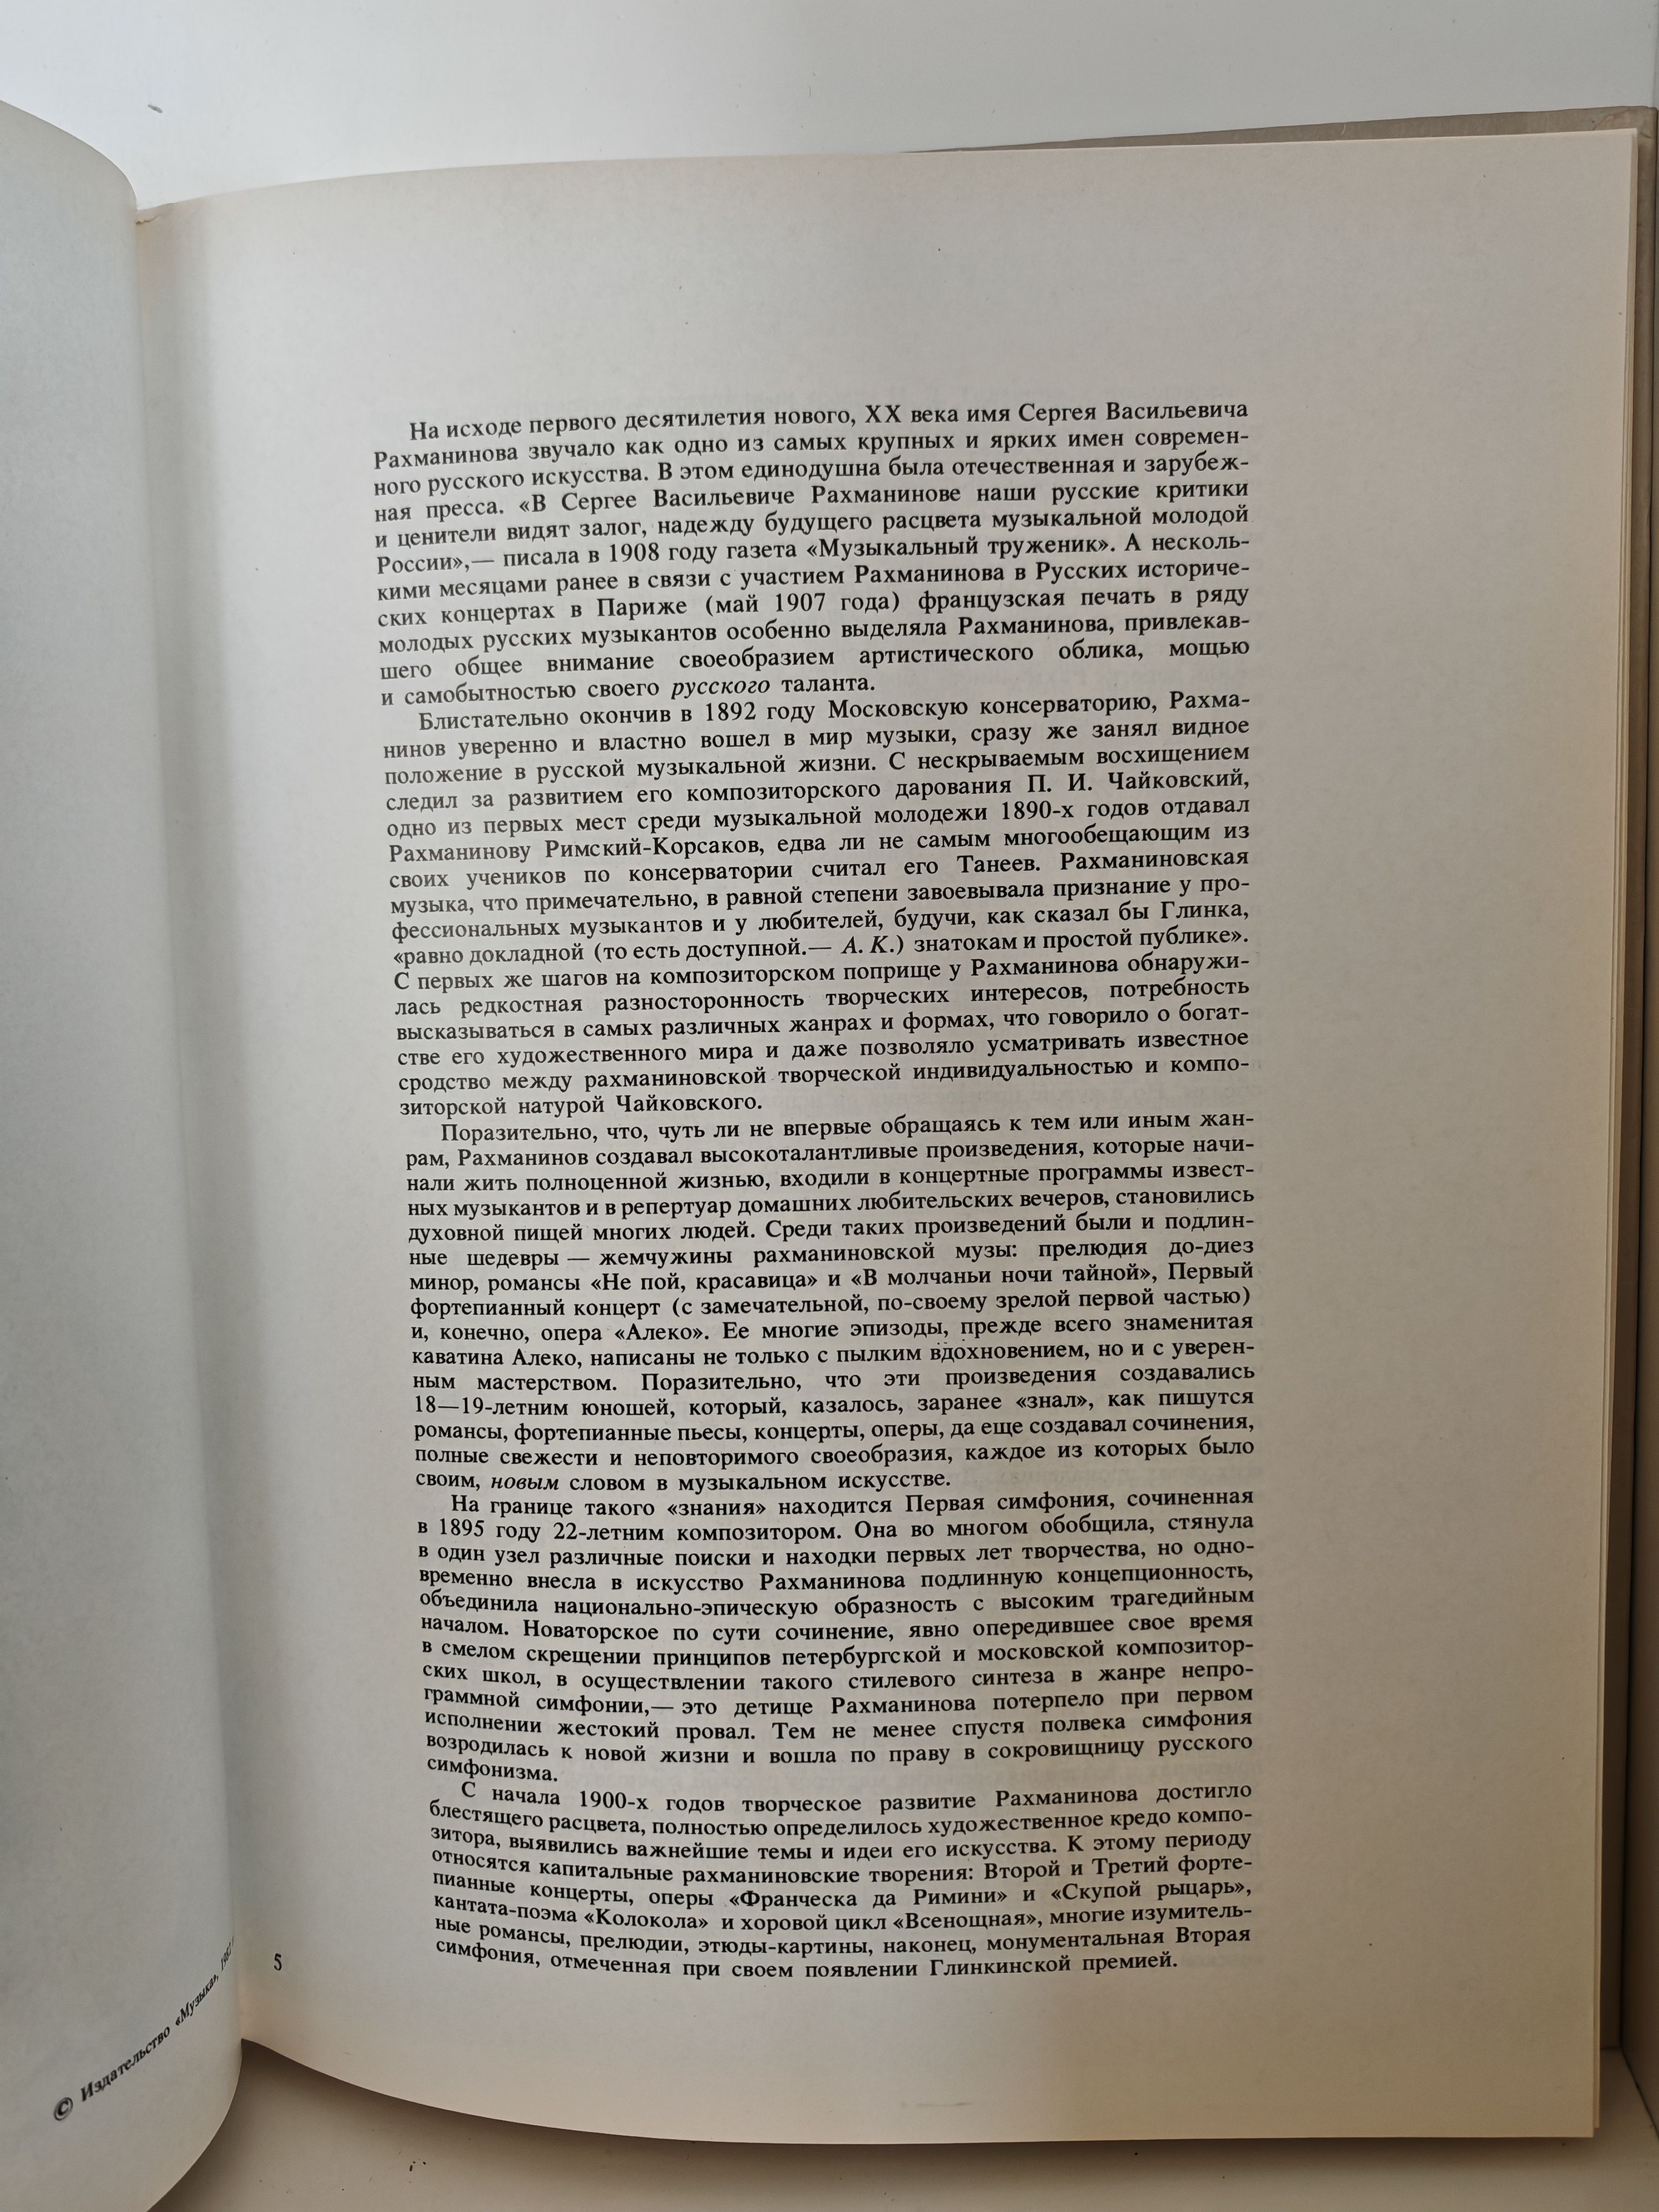 На исходе первого десятилетия нового, XX века имя Сергея Васильевича
Рахманинова звучало как одно из самых крупных и ярких имен современ-
ного русского искусства. В этом единодушна была отечественная и зарубеж-
ная пресса. «В Сергее Васильевиче Рахманинове наши русские критики
и ценители видят залог, надежду будущего расцвета музыкальной молодой
России»,— писала в 1908 году газета «Музыкальный труженик». А несколь-
кими месяцами ранее в связи с участием Рахманинова в Русских историче-
ских концертах в Париже (май 1907 года) французская печать в ряду
молодых русских музыкантов особенно выделяла Рахманинова, привлекав-
шего общее внимание своеобразием артистического облика, мощью
и самобытностью своего русского таланта.
Блистательно окончив в 1892 году Московскую консерваторию, Рахма-
нинов уверенно и властно вошел в мир музыки, сразу же занял видное
положение в русской музыкальной жизни. С нескрываемым восхищением
следил за развитием его композиторского дарования П. И. Чайковский,
одно из первых мест среди музыкальной молодежи 1890-х годов отдавал
Рахманинову Римский-Корсаков, едва ли не самым многообещающим из
своих учеников по консерватории считал его Танеев. Рахманиновская
музыка, что примечательно, в равной степени завоевывала признание у про-
фессиональных музыкантов и у любителей, будучи, как сказал бы Глинка,
«равно докладной (то есть доступной.— А. К.) знатокам и простой публике».
С первых же шагов на композиторском поприще у Рахманинова обнаружи-
лась редкостная разносторонность творческих интересов, потребность
высказываться в самых различных жанрах и формах, что говорило о богат-
стве его художественного мира и даже позволяло усматривать известное
сродство между рахманиновской творческой индивидуальностью и компо-
зиторской натурой Чайковского.
Поразительно, что, чуть ли не впервые обращаясь к тем или иным жан-
рам, Рахманинов создавал высокоталантливые произведения, которые начи-
нали жить полноценной жизнью, входили в концертные программы извест-
ных музыкантов и в репертуар домашних любительских вечеров, становились
духовной пищей многих людей. Среди таких произведений были и подлин-
ные шедевры — жемчужины рахманиновской музы: прелюдия до-диез
минор, романсы «Не пой, красавица» и «В молчаньи ночи тайной», Первый
фортепианный концерт (с замечательной, по-своему зрелой первой частью)
и, конечно, опера «Алеко». Ее многие эпизоды, прежде всего знаменитая
каватина Алеко, написаны не только с пылким вдохновением, но и с уверен-
ным мастерством. Поразительно, что эти произведения создавались
18—19-летним юношей, который, казалось, заранее «знал», как пишутся
романсы, фортепианные пьесы, концерты, оперы, да еще создавал сочинения,
полные свежести и неповторимого своеобразия, каждое из которых было
своим, новым словом в музыкальном искусстве.
На границе такого «знания» находится Первая симфония, сочиненная
в 1895 году 22-летним композитором. Она во многом обобщила, стянула
в один узел различные поиски и находки первых лет творчества, но одно-
временно внесла в искусство Рахманинова подлинную концепционность,
объединила национально-эпическую образность с высоким трагедийным
началом. Новаторское по сути сочинение, явно опередившее свое время
в смелом скрещении принципов петербургской и московской композитор-
ских школ, в осуществлении такого стилевого синтеза в жанре непро-
граммной симфонии,— это детище Рахманинова потерпело при первом
исполнении жестокий провал. Тем не менее спустя полвека симфония
возродилась к новой жизни и вошла по праву в сокровищницу русского
симфонизма.
С начала 1900-х годов творческое развитие Рахманинова достигло
блестящего расцвета, полностью определилось художественное кредо компо-
зитора, выявились важнейшие темы и идеи его искусства. К этому периоду
относятся капитальные рахманиновские творения: Второй и Третий форте-
пианные концерты, оперы «Франческа да Римини» и «Скупой рыцарь»,
кантата-поэма «Колокола» и хоровой цикл «Всенощная», многие изумитель-
ные романсы, прелюдии, этюды-картины, наконец, монументальная Вторая
симфония, отмеченная при своем появлении Глинкинской премией.
5
© Издательство «Музыка»,